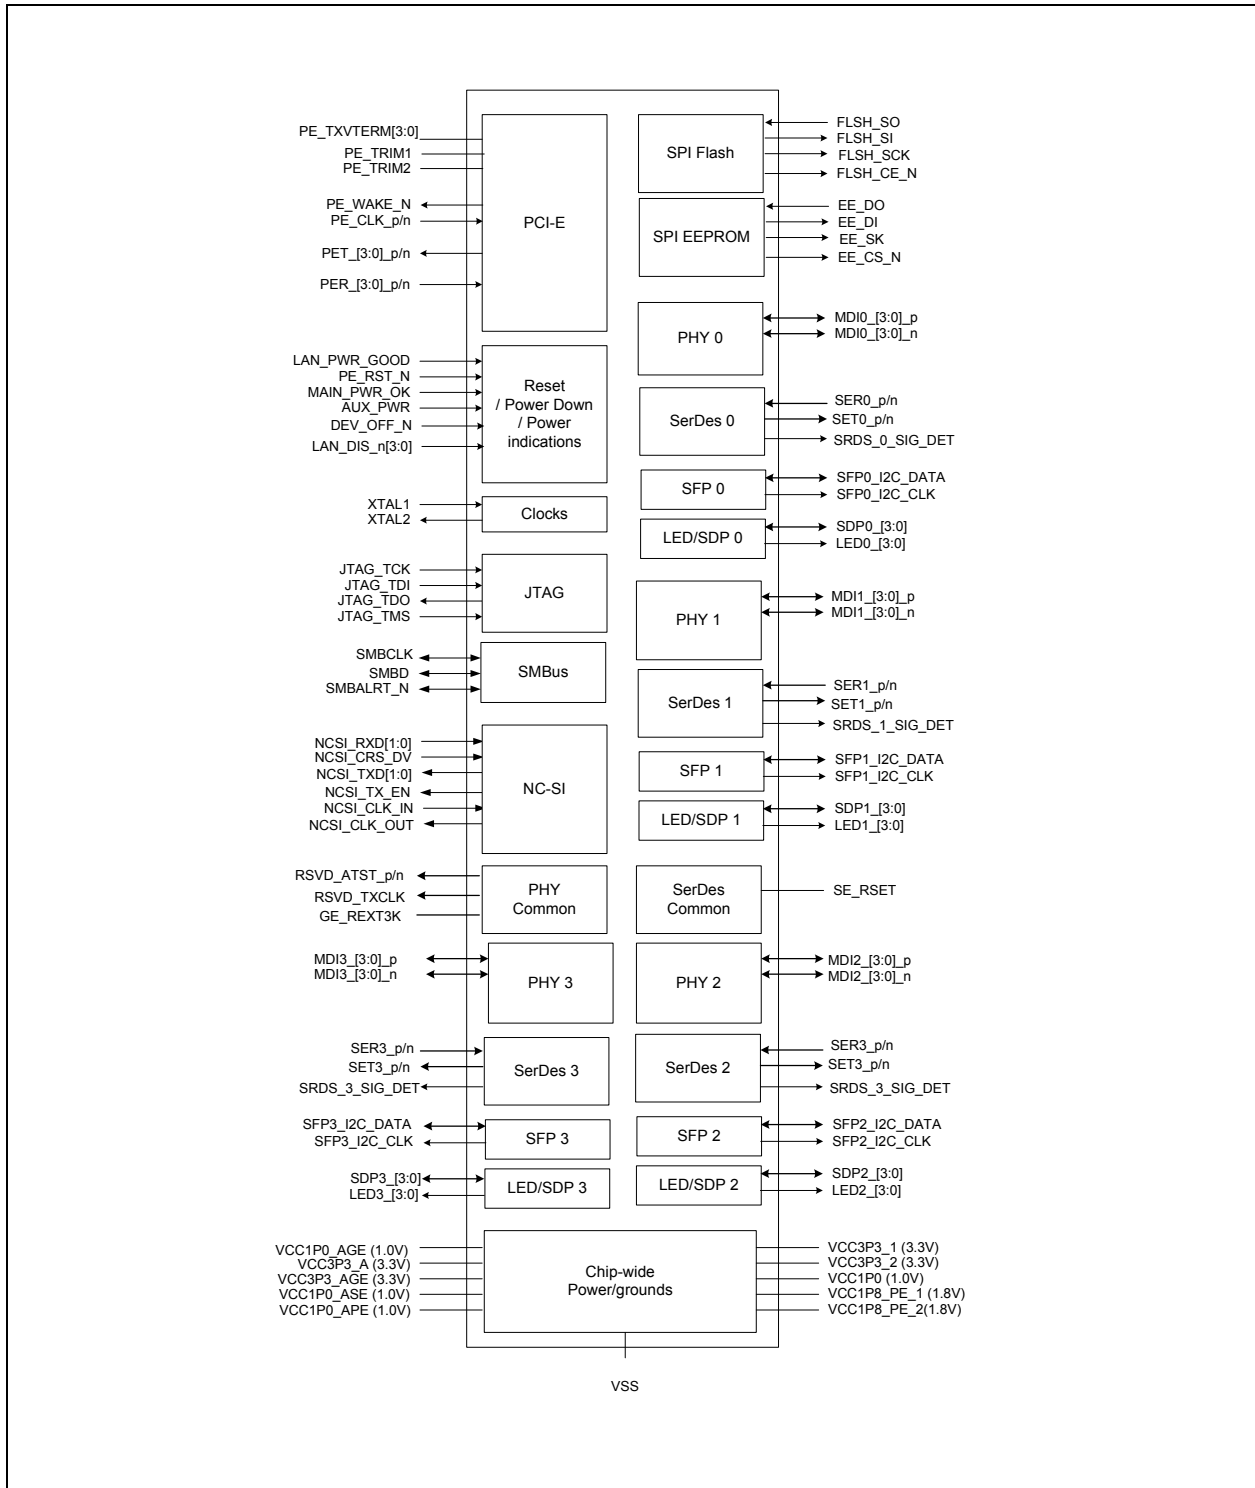 PE_TXVTERM[3:0]
PE_TRIM1
PE_TRIM2
PE_WAKE_N
PE_CLK_p/n
PET_[3:0]_p/n
PER_[3:0]_p/n
PCI-E
LAN_PWR_GOOD
PE_RST_N
MAIN_PWR_OK
AUX_PWR
DEV_OFF_N
LAN_DIS_n[3:0]
Reset
/ Power Down
/ Power
indications
XTAL1
XTAL2
Clocks
JTAG_TCK
JTAG_TDI
JTAG_TDO
JTAG_TMS
JTAG
SMBCLK
SMBD
SMBALRT_N
SMBus
NCSI_RXD[1:0]
NCSI_CRS_DV
NCSI_TXD[1:0]
NCSI_TX_EN
NCSI_CLK_IN
NCSI_CLK_OUT
NC-SI
RSVD_ATST_p/n
RSVD_TXCLK
GE_REXT3K
PHY
Common
MDI3_[3:0]_p
MDI3_[3:0]_n
PHY 3
SER3_p/n
SET3_p/n
SRDS_3_SIG_DET
SerDes 3
SFP3_I2C_DATA
SFP3_I2C_CLK
SFP 3
SDP3_[3:0]
LED3_[3:0]
LED/SDP 3
SPI Flash
FLSH_SO
FLSH_SI
FLSH_SCK
FLSH_CE_N
SPI EEPROM
EE_DO
EE_DI
EE_SK
EE_CS_N
PHY 0
MDI0_[3:0]_p
MDI0_[3:0]_n
SerDes 0
SER0_p/n
SET0_p/n
SRDS_0_SIG_DET
SFP 0
SFP0_I2C_DATA
SFP0_I2C_CLK
LED/SDP 0
SDP0_[3:0]
LED0_[3:0]
PHY 1
MDI1_[3:0]_p
MDI1_[3:0]_n
SerDes 1
SER1_p/n
SET1_p/n
SRDS_1_SIG_DET
SFP 1
SFP1_I2C_DATA
SFP1_I2C_CLK
LED/SDP 1
SDP1_[3:0]
LED1_[3:0]
SerDes
Common
SE_RSET
PHY 2
MDI2_[3:0]_p
MDI2_[3:0]_n
SerDes 2
SER3_p/n
SET3_p/n
SRDS_3_SIG_DET
SFP 2
SFP2_I2C_DATA
SFP2_I2C_CLK
LED/SDP 2
SDP2_[3:0]
LED2_[3:0]
VCC1P0_AGE (1.0V)
VCC3P3_A (3.3V)
VCC3P3_AGE (3.3V)
VCC1P0_ASE (1.0V)
VCC1P0_APE (1.0V)
Chip-wide
Power/grounds
VCC3P3_1 (3.3V)
VCC3P3_2 (3.3V)
VCC1P0 (1.0V)
VCC1P8_PE_1 (1.8V)
VCC1P8_PE_2(1.8V)
VSS